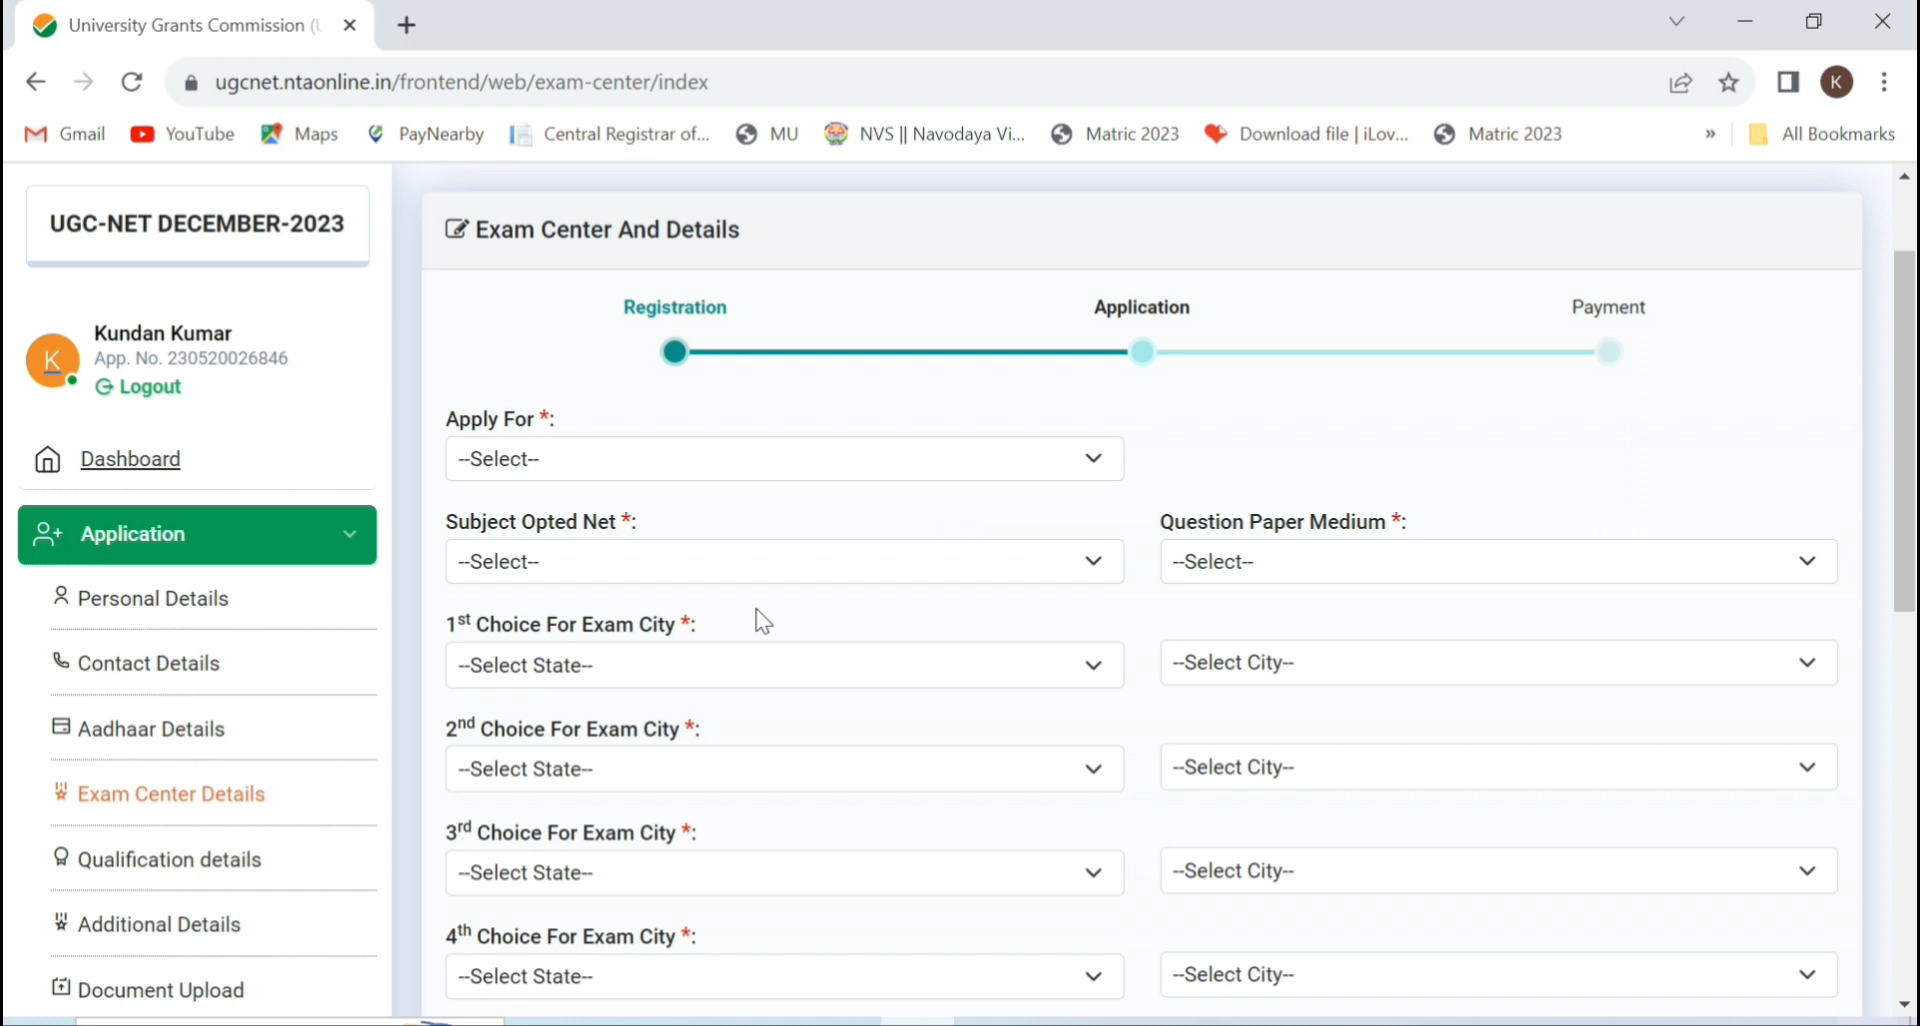 University Grants Commission (
ugcnet.ntaonline.in/frontend/web/exam-center/index
K
Gmail
YouTube
Maps
PayNearby
Central Registrar of...
MU
NVS || Navodaya Vi...
Matric 2023
Download file | iLov...
Matric 2023
»
All Bookmarks
UGC-NET DECEMBER-2023
K
Kundan Kumar
App. No. 230520026846
Logout
Dashboard
Application
Personal Details
Contact Details
Aadhaar Details
Exam Center Details
Qualification details
Additional Details
Document Upload
Exam Center And Details
Registration
Application
Payment
Apply For *:
--Select--
Subject Opted Net *:
--Select--
Question Paper Medium *:
--Select--
1st Choice For Exam City *:
--Select State--
--Select City--
2nd Choice For Exam City *:
--Select State--
--Select City--
3rd Choice For Exam City *:
--Select State--
--Select City--
4th Choice For Exam City *:
--Select State--
--Select City--